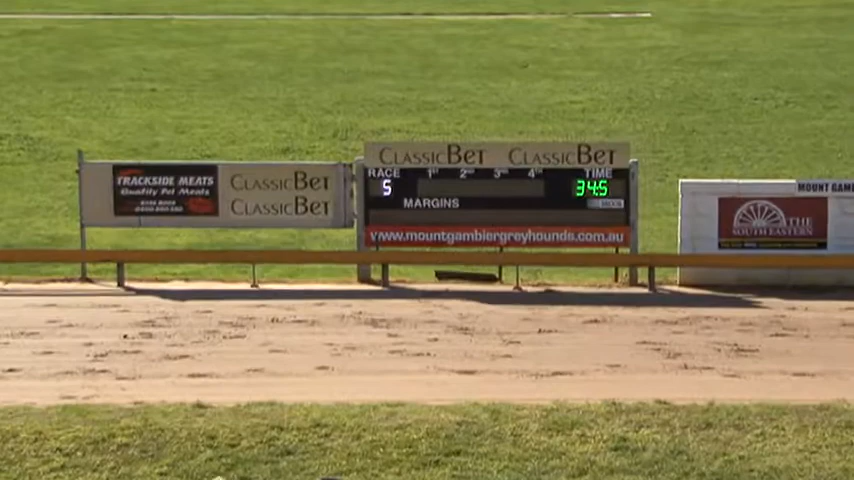 TRACKSIDE MEATS
Quality Pet Meats
CLASSICBET
CLASSICBET
CLASSICBET CLASSICBET
RACE 1ST 2ND 3RD 4TH TIME
5 34.5
MARGINS
www.mountgambiergreyhounds.com.au
THE
SOUTH EASTERN
MOUNT GAMB